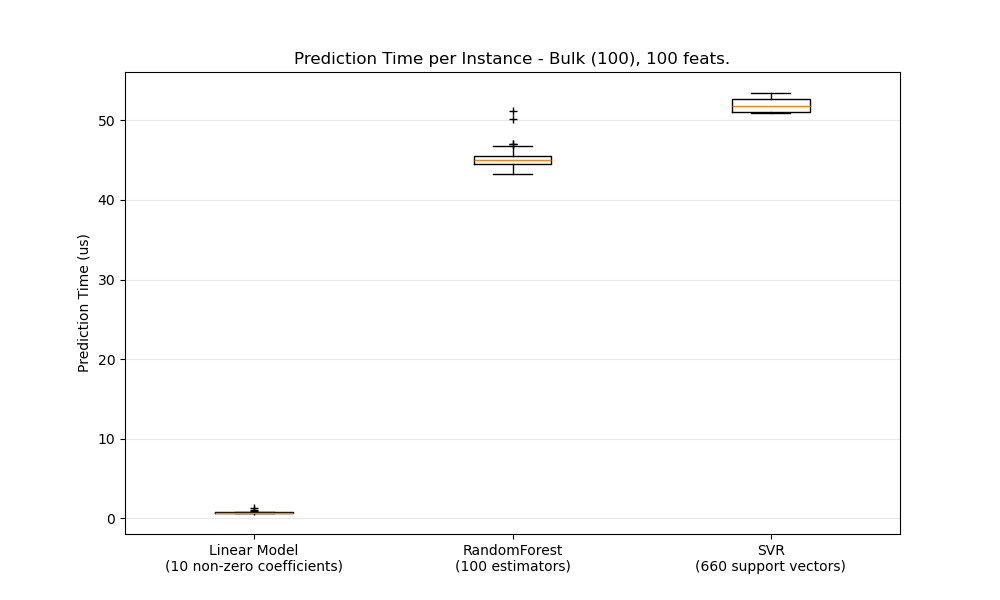 Prediction Time per Instance - Bulk (100), 100 feats.
Prediction Time (us)
50
40
30
20
10
0
Linear Model
(10 non-zero coefficients)
RandomForest
(100 estimators)
SVR
(660 support vectors)